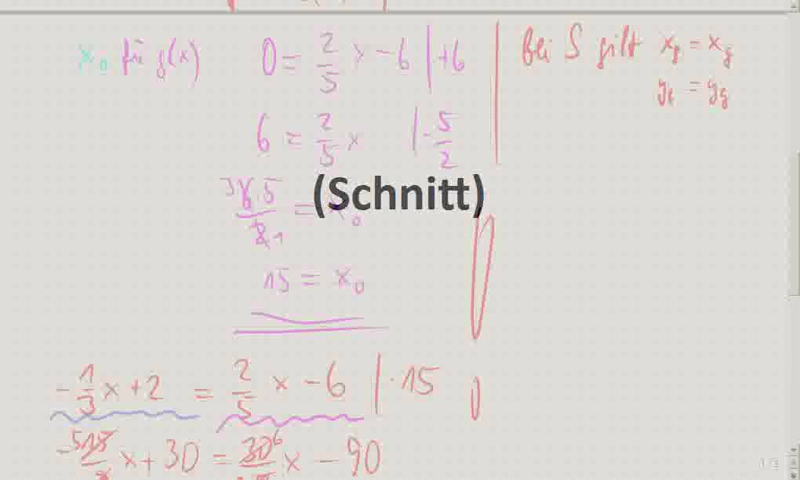 x₀ für g(x) 0 = 2/5 x - 6 | +6 Bei S gilt x_f = x_g
y_f = y_g
6 = 2/5 x | · 5/2
(Schnitt)
= x₀
15 = x₀
- 1/3 x + 2 = 2/5 x - 6 | · 15
x + 30 = x - 90